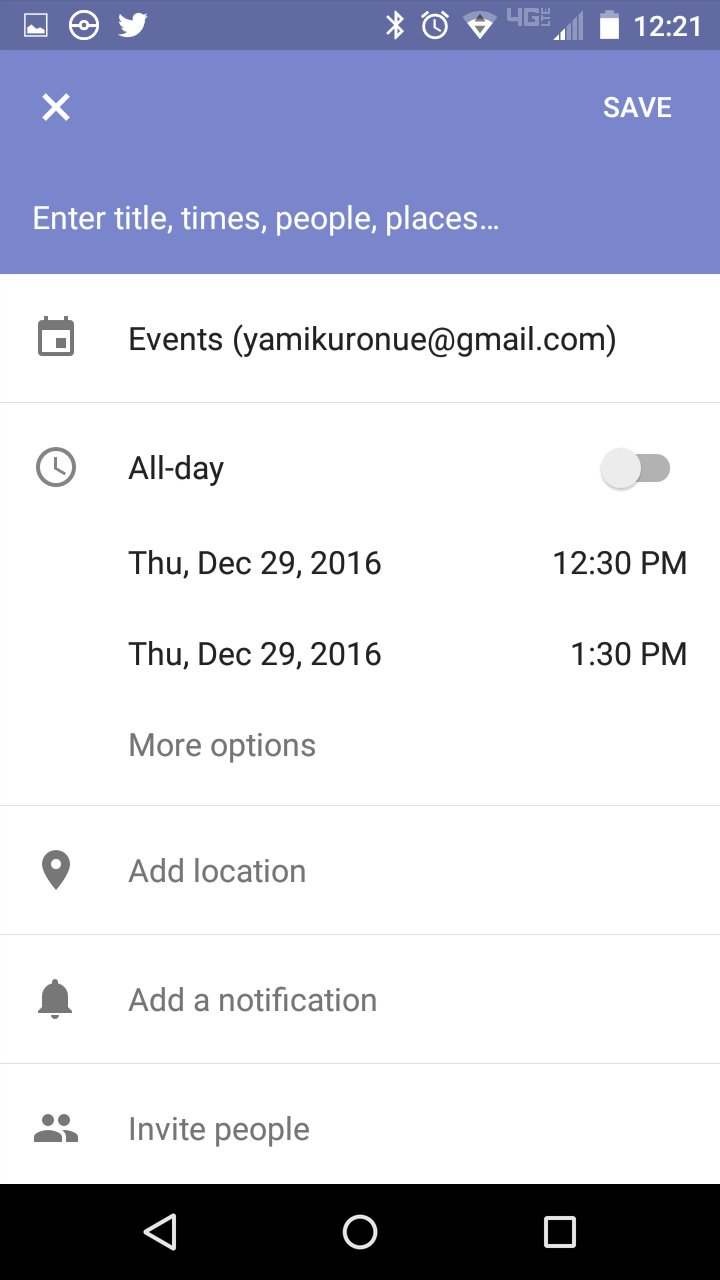 4G LTE 12:21
SAVE
Enter title, times, people, places…
Events (yamikuronue@gmail.com)
All-day
Thu, Dec 29, 2016 12:30 PM
Thu, Dec 29, 2016 1:30 PM
More options
Add location
Add a notification
Invite people